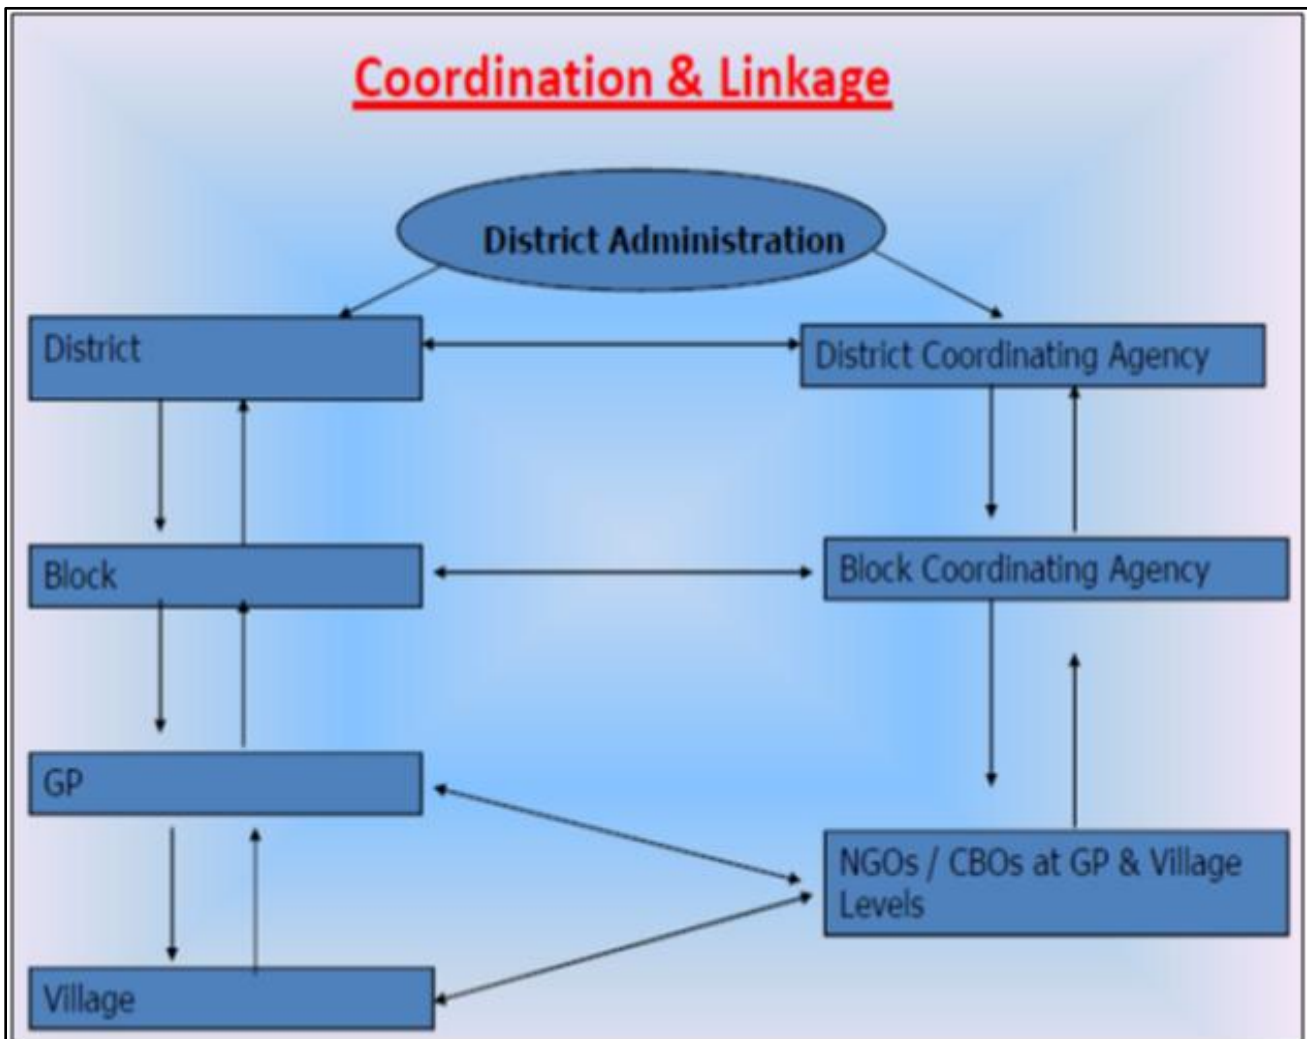 Coordination & Linkage
District Administration
District
District Coordinating Agency
Block
Block Coordinating Agency
GP
NGOs / CBOs at GP & Village
Levels
Village